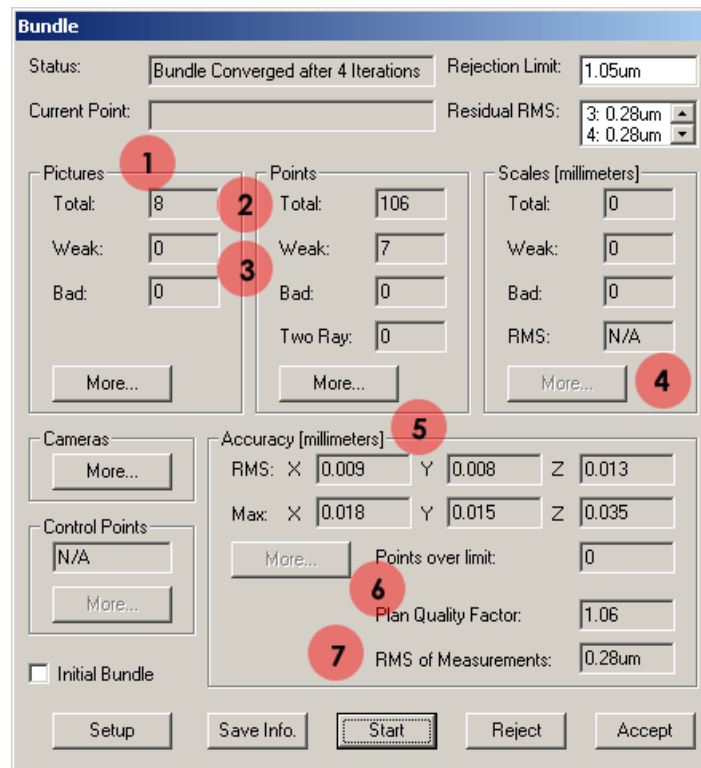 Bundle
Status: Bundle Converged after 4 Iterations Rejection Limit: 1.05um
Current Point: Residual RMS: 3: 0.28um
4: 0.28um
1
Pictures Points Scales [millimeters]
Total: 8 2 Total: 106 Total: 0
Weak: 0 3 Weak: 7 Weak: 0
Bad: 0 Bad: 0 Bad: 0
Two Ray: 0 RMS: N/A
More... More... More... 4
5
Cameras Accuracy [millimeters]
More... RMS: X 0.009 Y 0.008 Z 0.013
Max: X 0.018 Y 0.015 Z 0.035
Control Points
N/A More... Points over limit: 0
More... 6
Plan Quality Factor: 1.06
7 RMS of Measurements: 0.28um
Initial Bundle
Setup Save Info. Start Reject Accept